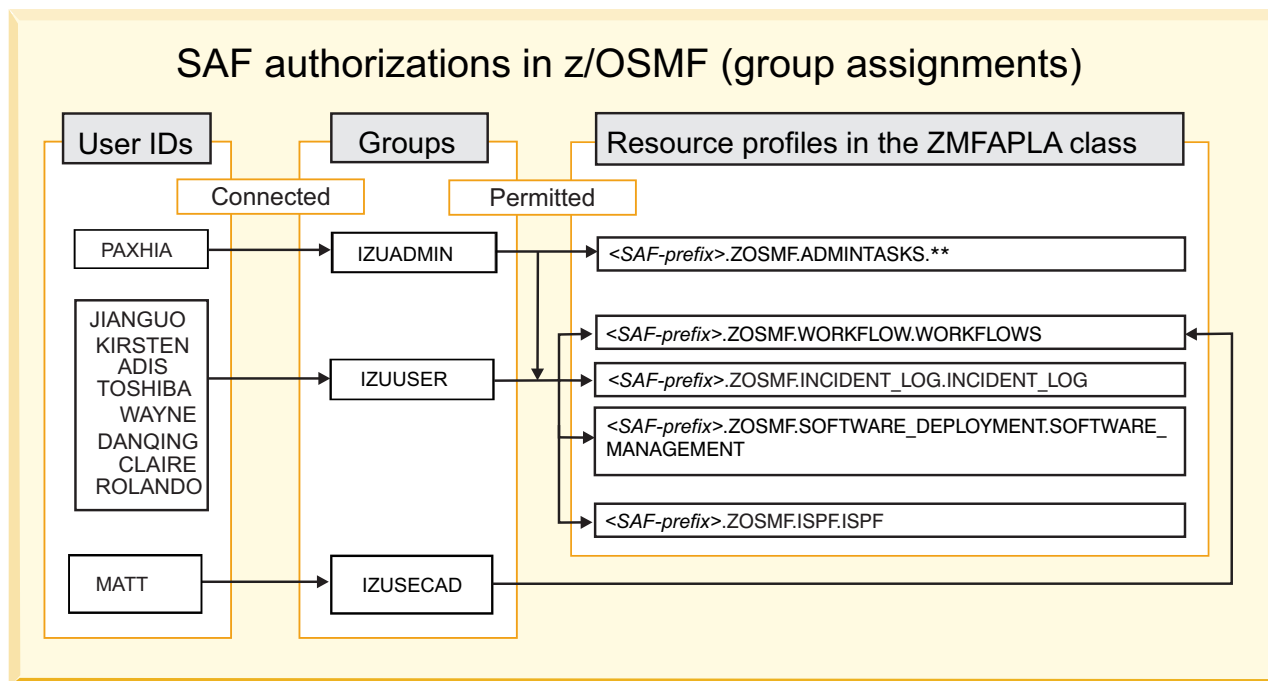 SAF authorizations in z/OSMF (group assignments)
User IDs
Groups
Resource profiles in the ZMFAPLA class
Connected
Permitted
PAXHIA
IZUADMIN
<SAF-prefix>.ZOSMF.ADMINTASKS.**
JIANGUO
KIRSTEN
ADIS
TOSHIBA
WAYNE
DANQING
CLAIRE
ROLANDO
IZUUSER
<SAF-prefix>.ZOSMF.WORKFLOW.WORKFLOWS
<SAF-prefix>.ZOSMF.INCIDENT_LOG.INCIDENT_LOG
<SAF-prefix>.ZOSMF.SOFTWARE_DEPLOYMENT.SOFTWARE_
MANAGEMENT
<SAF-prefix>.ZOSMF.ISPF.ISPF
MATT
IZUSECAD